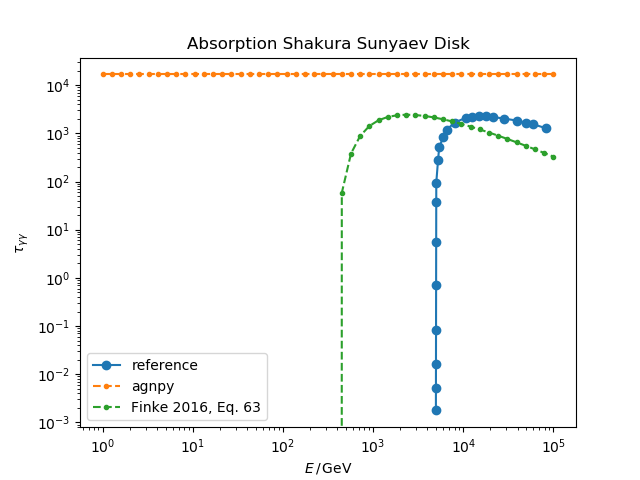 Absorption Shakura Sunyaev Disk
10⁴
10³
10²
10¹
10⁰
10⁻¹
10⁻²
10⁻³
τγγ
reference
agnpy
Finke 2016, Eq. 63
10⁰ 10¹ 10² 10³ 10⁴ 10⁵
E / GeV